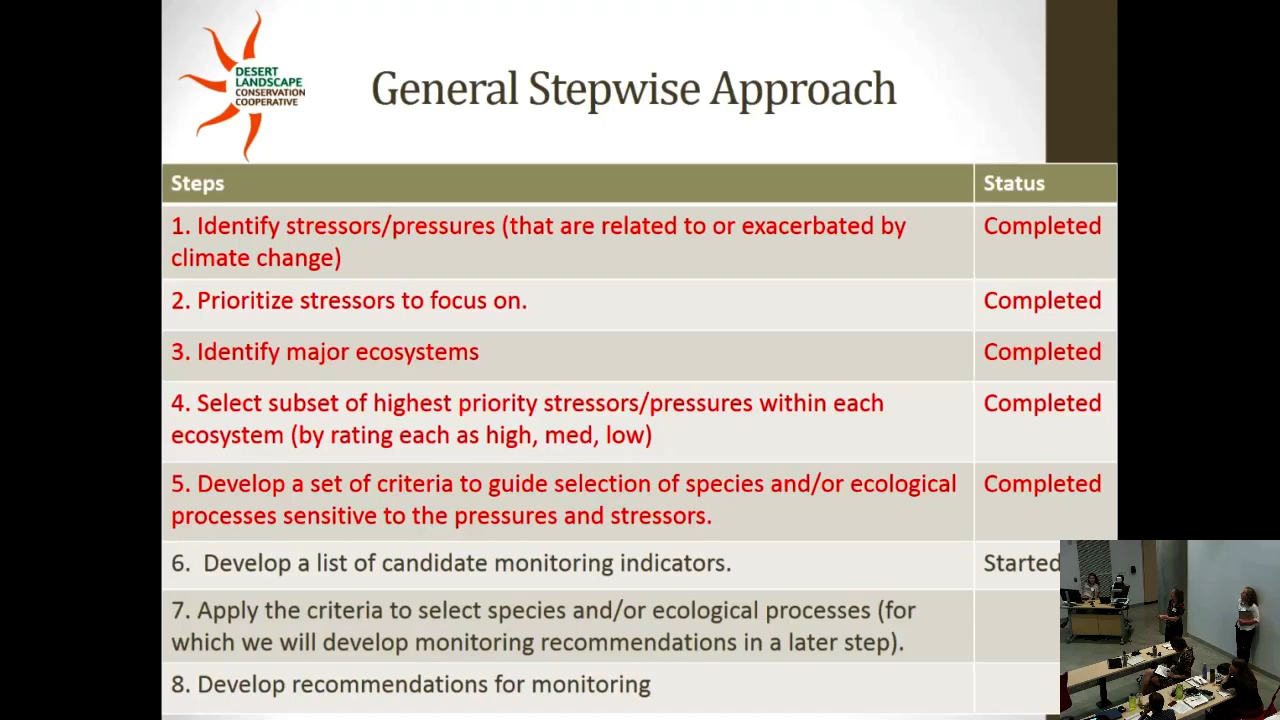 DESERT
LANDSCAPE
CONSERVATION
COOPERATIVE
General Stepwise Approach
Steps
Status
1. Identify stressors/pressures (that are related to or exacerbated by
climate change)
Completed
2. Prioritize stressors to focus on.
Completed
3. Identify major ecosystems
Completed
4. Select subset of highest priority stressors/pressures within each
ecosystem (by rating each as high, med, low)
Completed
5. Develop a set of criteria to guide selection of species and/or ecological
processes sensitive to the pressures and stressors.
Completed
6.  Develop a list of candidate monitoring indicators.
Started
7. Apply the criteria to select species and/or ecological processes (for
which we will develop monitoring recommendations in a later step).
8. Develop recommendations for monitoring